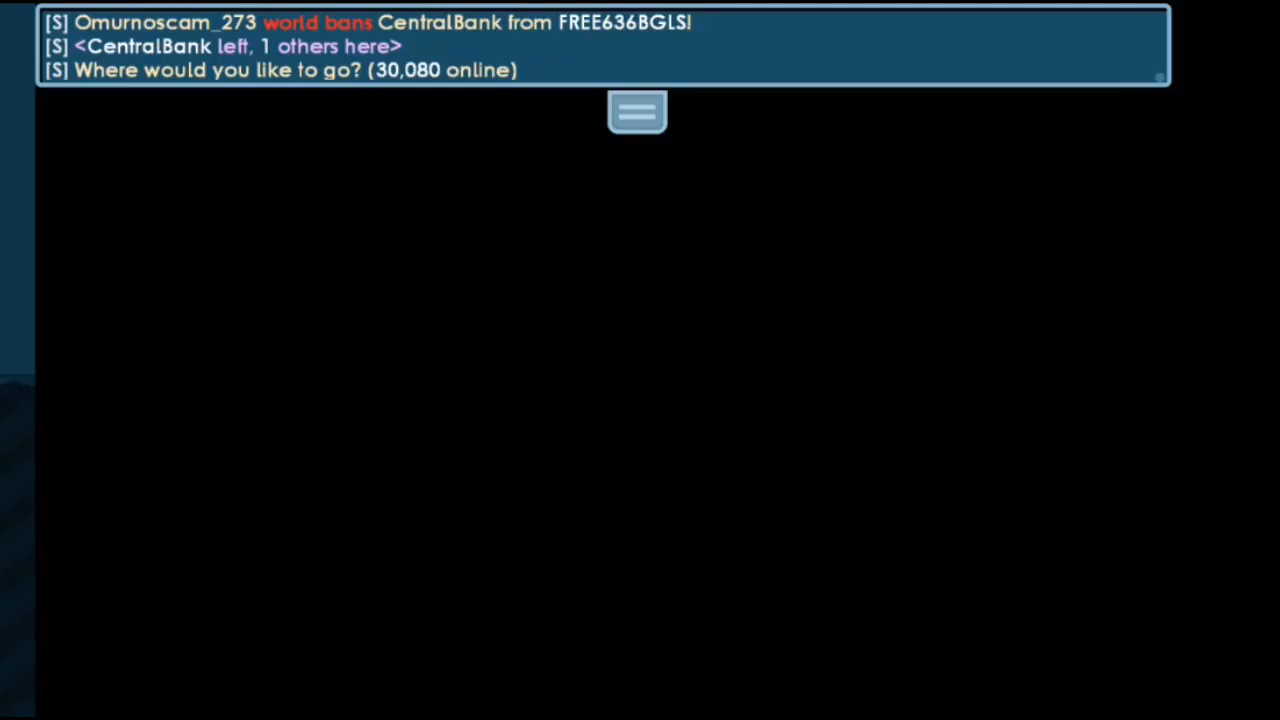 [S] Omurnoscam_273 world bans CentralBank from FREE636BGLS!
[S] <CentralBank left, 1 others here>
[S] Where would you like to go? (30,080 online)